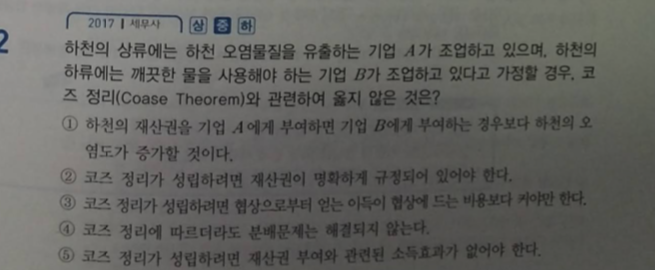 2
2017 | 세무사 상 중 하
하천의 상류에는 하천 오염물질을 유출하는 기업 A가 조업하고 있으며, 하천의
하류에는 깨끗한 물을 사용해야 하는 기업 B가 조업하고 있다고 가정할 경우, 코
즈 정리(Coase Theorem)와 관련하여 옳지 않은 것은?
① 하천의 재산권을 기업 A에게 부여하면 기업 B에게 부여하는 경우보다 하천의 오
염도가 증가할 것이다.
② 코즈 정리가 성립하려면 재산권이 명확하게 규정되어 있어야 한다.
③ 코즈 정리가 성립하려면 협상으로부터 얻는 이득이 협상에 드는 비용보다 커야만 한다.
④ 코즈 정리에 따르더라도 분배문제는 해결되지 않는다.
⑤ 코즈 정리가 성립하려면 재산권 부여와 관련된 소득효과가 없어야 한다.